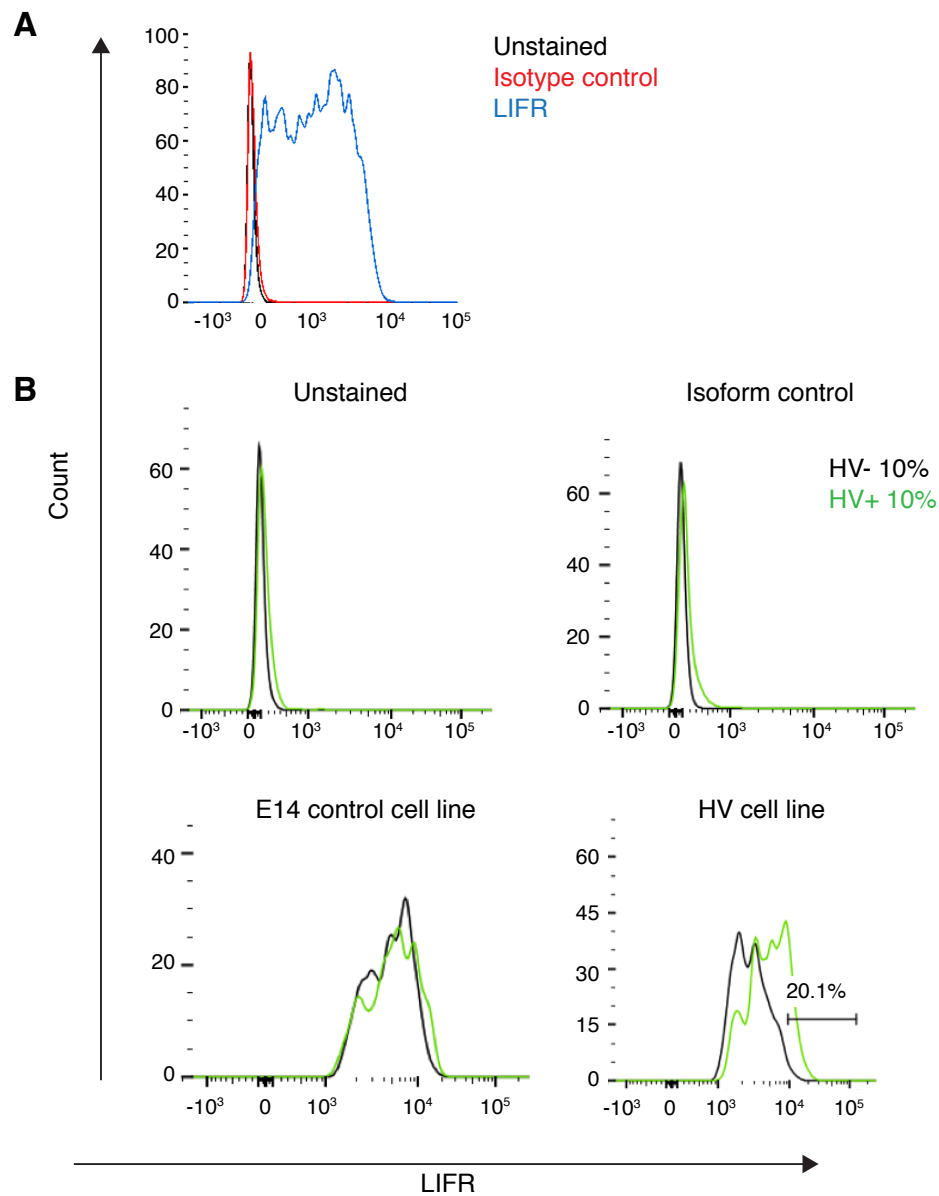 A
100
80
60
40
20
0
-10³ 0 10³ 10⁴ 10⁵
Unstained
Isotype control
LIFR
B
Count
Unstained
60
40
20
0
-10³ 0 10³ 10⁴ 10⁵
Isoform control
60
40
20
0
-10³ 0 10³ 10⁴ 10⁵
HV- 10%
HV+ 10%
E14 control cell line
40
20
0
-10³ 0 10³ 10⁴ 10⁵
HV cell line
60
45
30
15
0
20.1%
-10³ 0 10³ 10⁴ 10⁵
LIFR